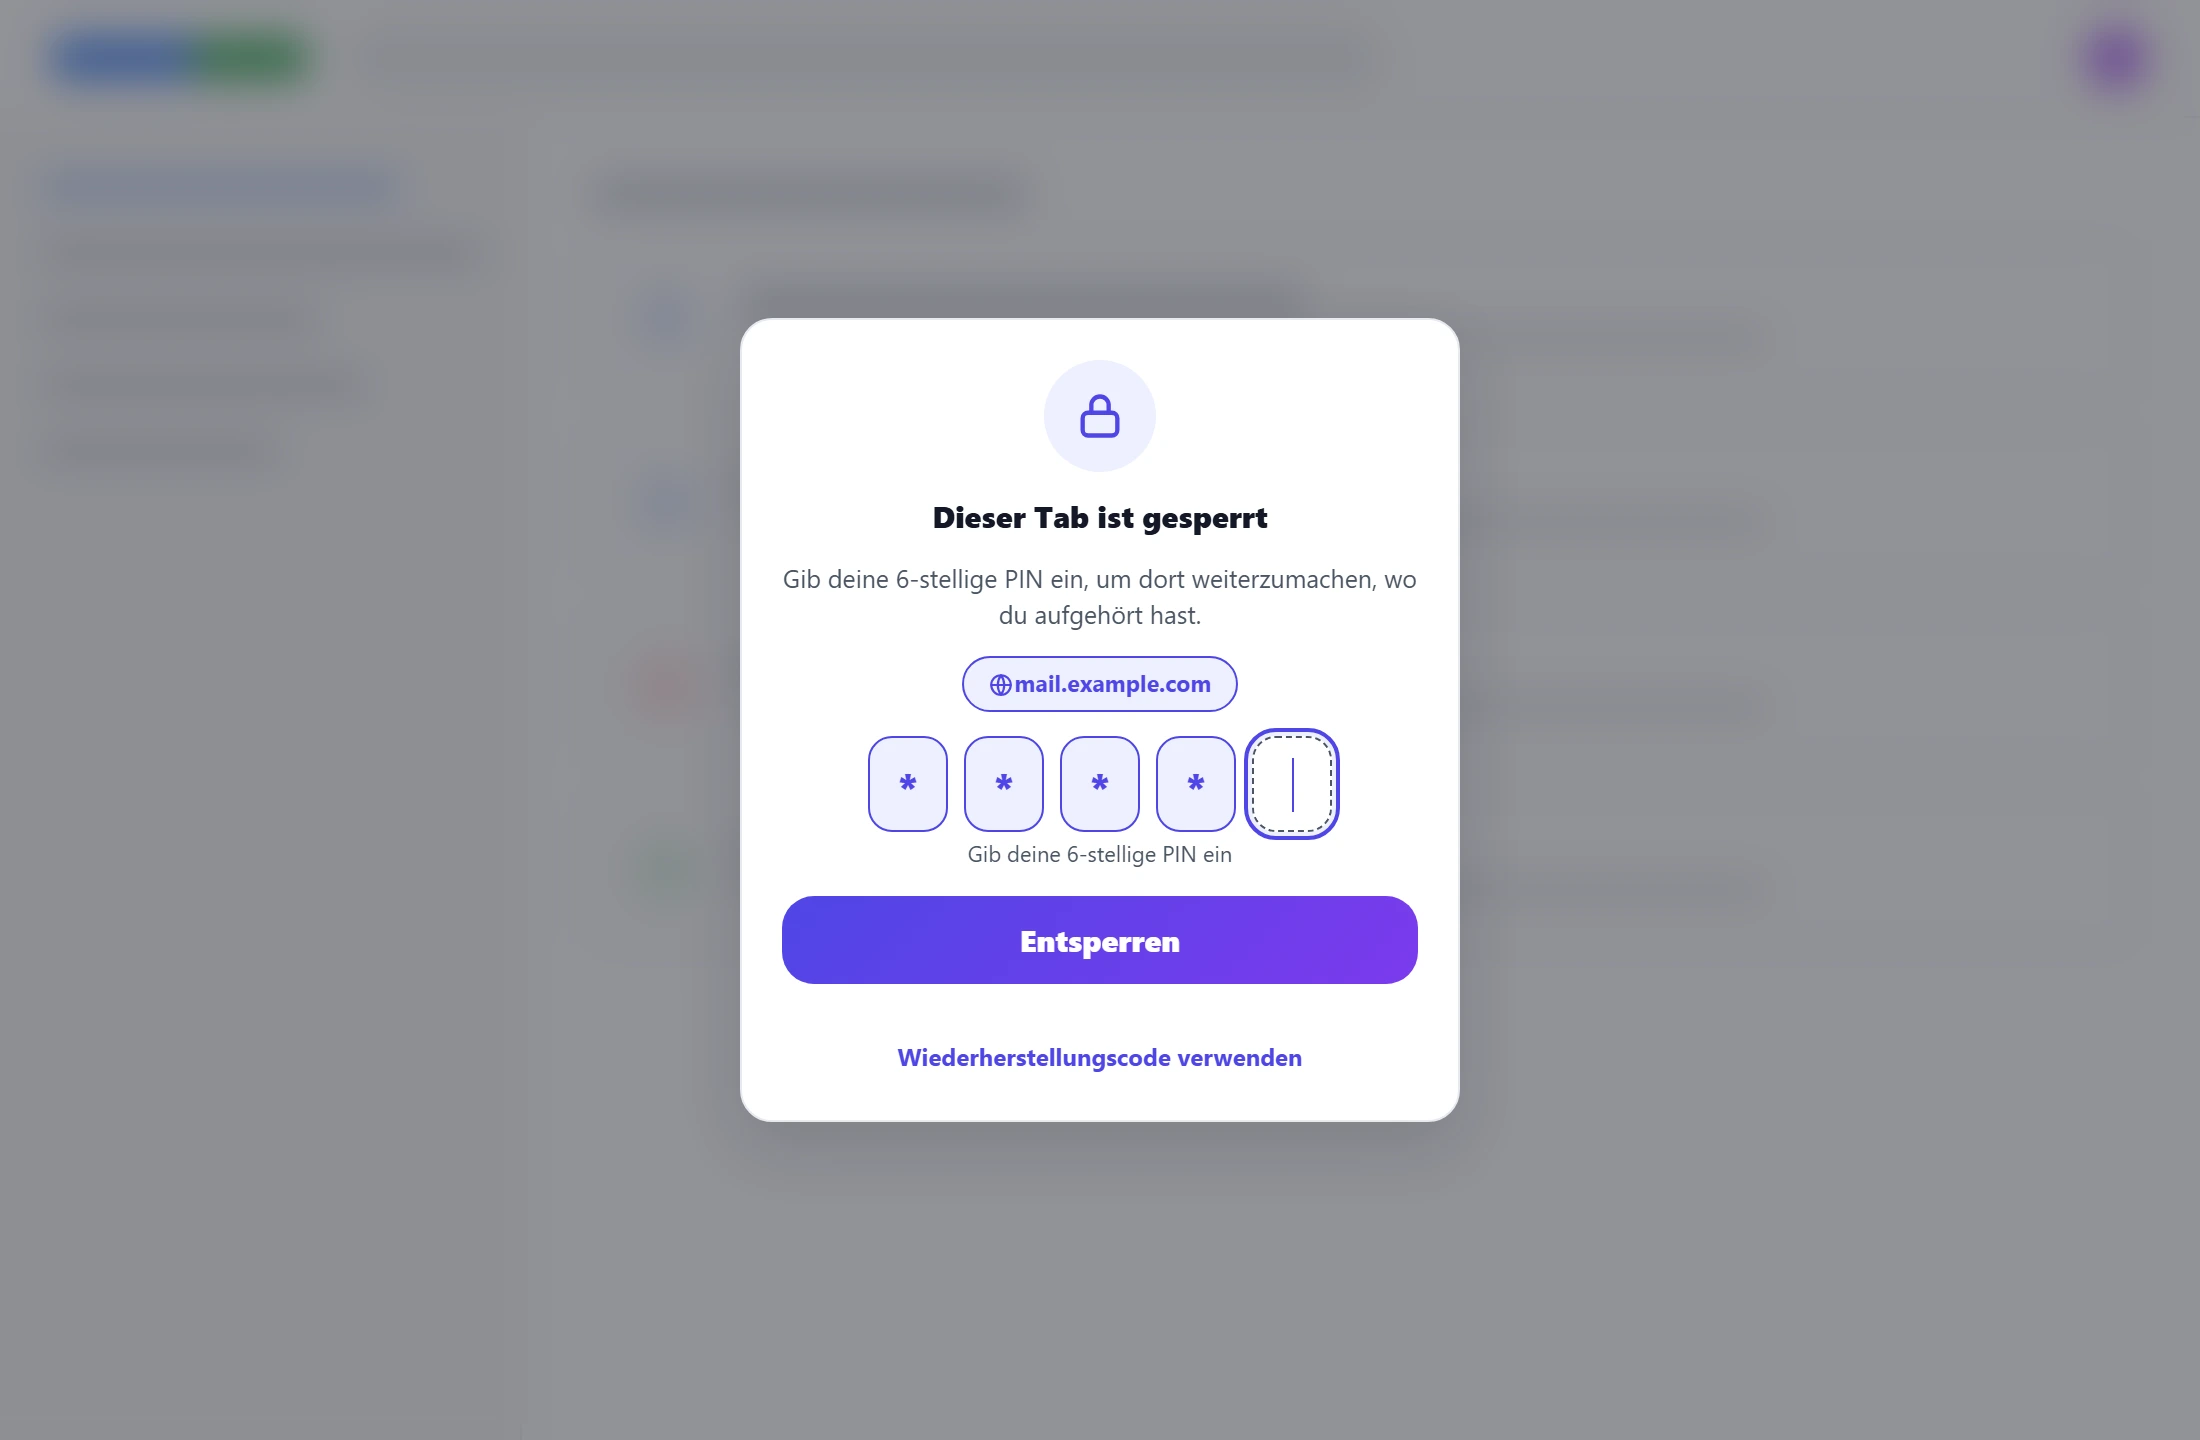 Dieser Tab ist gesperrt
Gib deine 6-stellige PIN ein, um dort weiterzumachen, wo
du aufgehört hast.
mail.example.com
* * * *
Gib deine 6-stellige PIN ein
Entsperren
Wiederherstellungscode verwenden